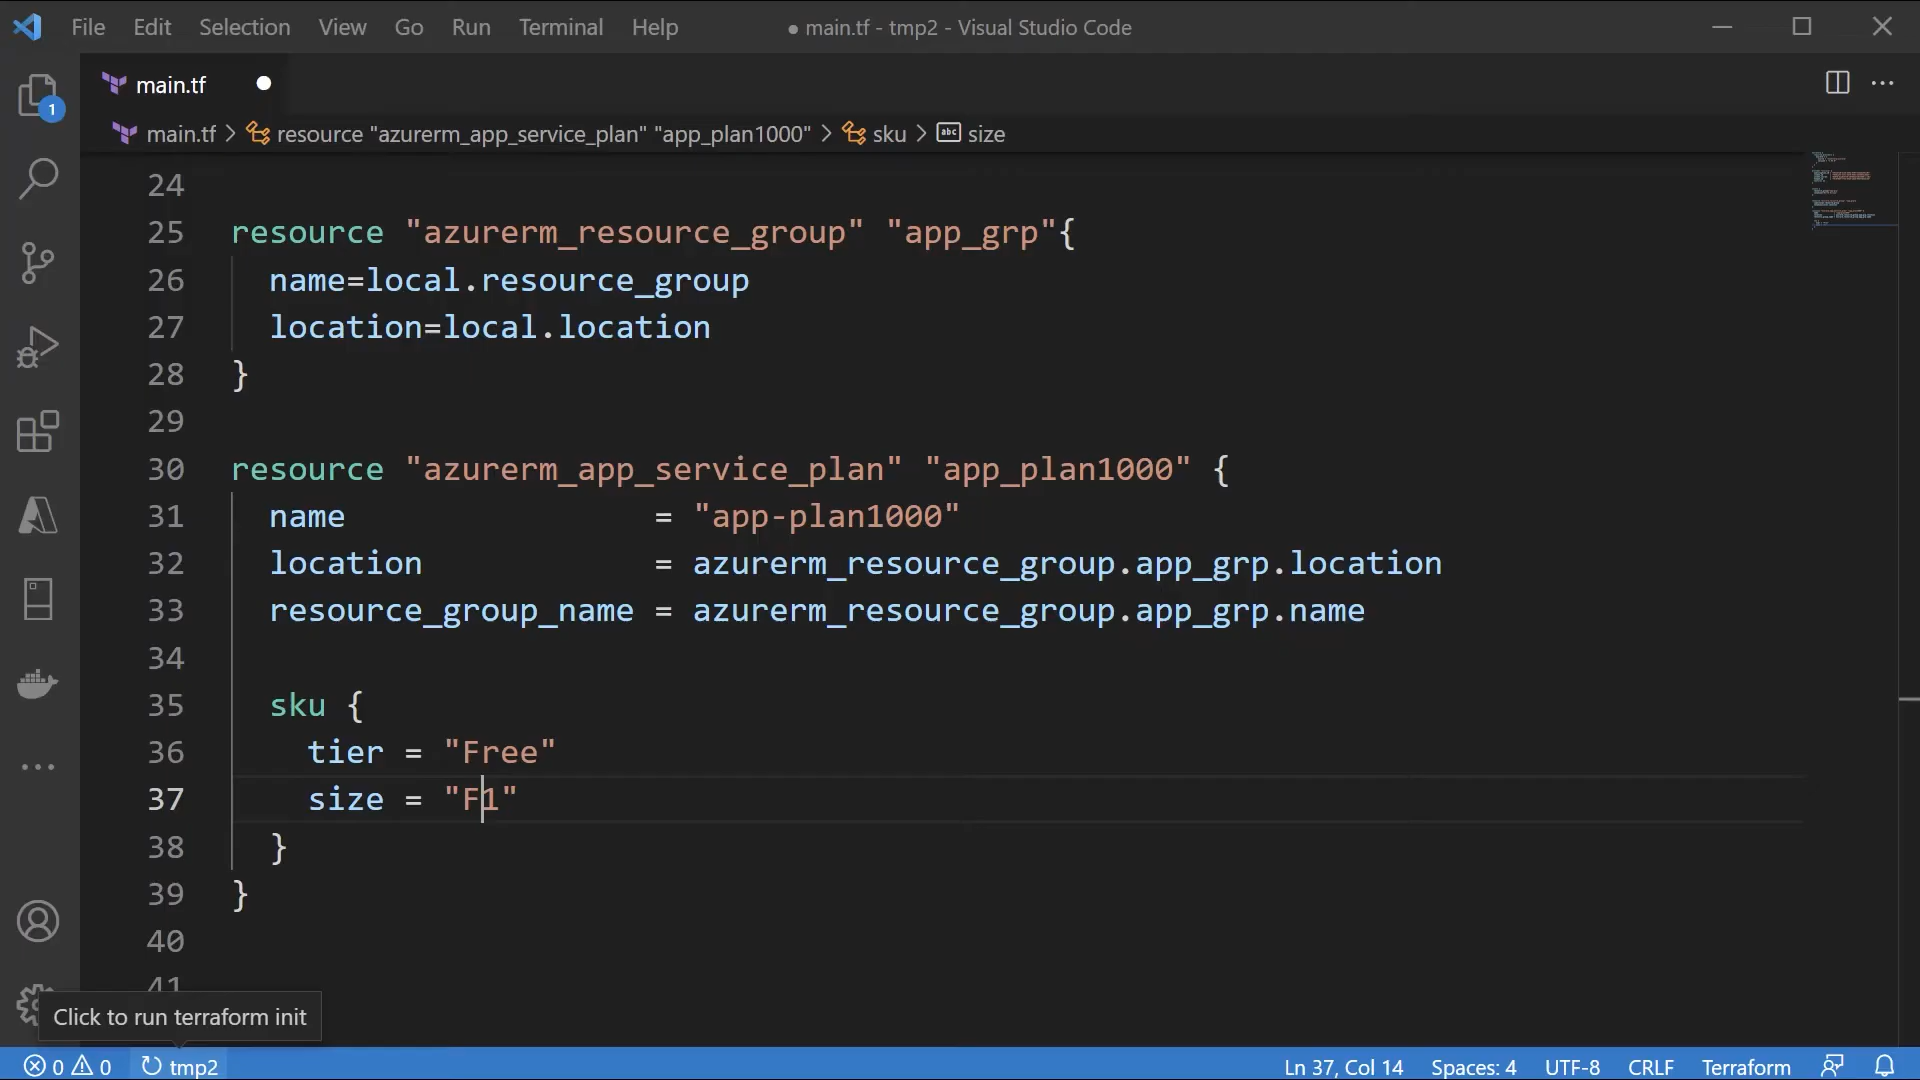 File Edit Selection View Go Run Terminal Help ● main.tf - tmp2 - Visual Studio Code
main.tf
1
main.tf > resource "azurerm_app_service_plan" "app_plan1000" > sku > abc size
24
25 resource "azurerm_resource_group" "app_grp"{
26 name=local.resource_group
27 location=local.location
28 }
29
30 resource "azurerm_app_service_plan" "app_plan1000" {
31 name = "app-plan1000"
32 location = azurerm_resource_group.app_grp.location
33 resource_group_name = azurerm_resource_group.app_grp.name
34
35 sku {
36 tier = "Free"
37 size = "F1"
38 }
39 }
40
41
Click to run terraform init
0 0 tmp2 Ln 37, Col 14 Spaces: 4 UTF-8 CRLF Terraform